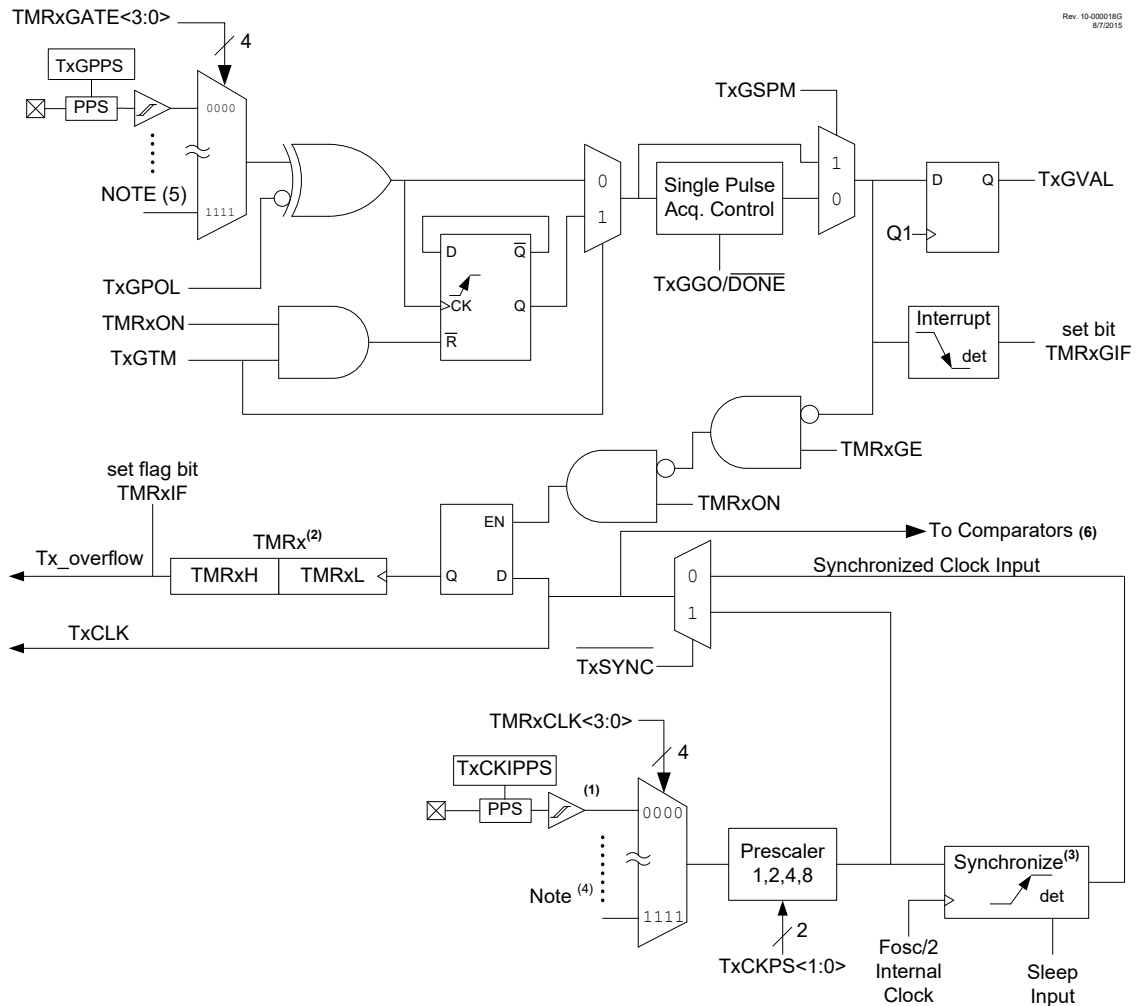 Rev. 10-000018G
8/7/2015
TMRxGATE<3:0>
4
TxGPPS
PPS
0000
NOTE (5)
1111
TxGPOL
TMRxON
TxGTM
D
Q
CK
Q
R
0
1
TxGSPM
Single Pulse
Acq. Control
TxGGO/DONE
1
0
D
Q
Q1
TxGVAL
Interrupt
det
set bit
TMRxGIF
TMRxGE
TMRxON
set flag bit
TMRxIF
Tx_overflow
TMRx(2)
TMRxH
TMRxL
EN
Q
D
TxCLK
To Comparators (6)
0
1
Synchronized Clock Input
TxSYNC
TMRxCLK<3:0>
4
TxCKIPPS
PPS
(1)
0000
Note (4)
1111
Prescaler
1,2,4,8
2
TxCKPS<1:0>
Synchronize(3)
det
Fosc/2
Internal
Clock
Sleep
Input